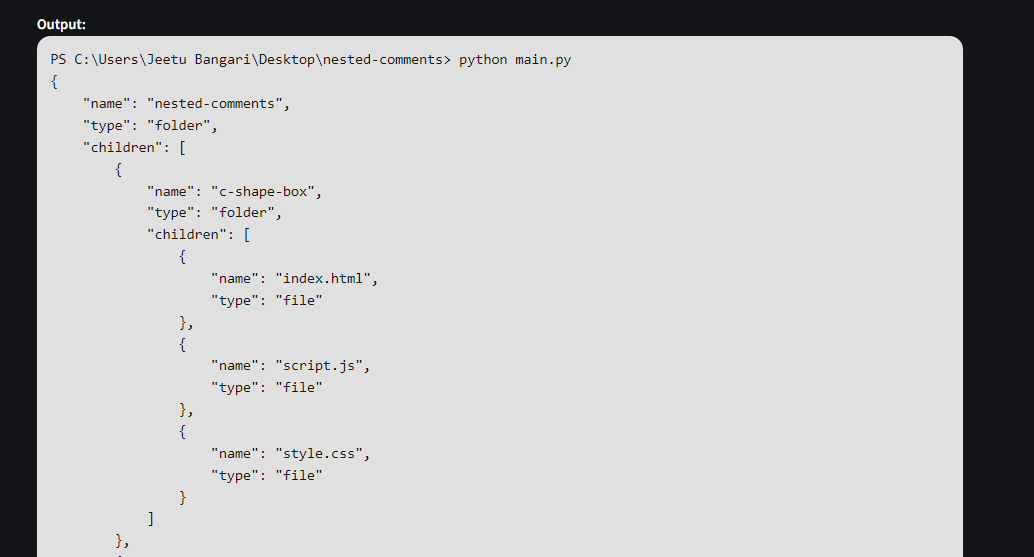 Output:
PS C:\Users\Jeetu Bangari\Desktop\nested-comments> python main.py
{
    "name": "nested-comments",
    "type": "folder",
    "children": [
        {
            "name": "c-shape-box",
            "type": "folder",
            "children": [
                {
                    "name": "index.html",
                    "type": "file"
                },
                {
                    "name": "script.js",
                    "type": "file"
                },
                {
                    "name": "style.css",
                    "type": "file"
                }
            ]
        },